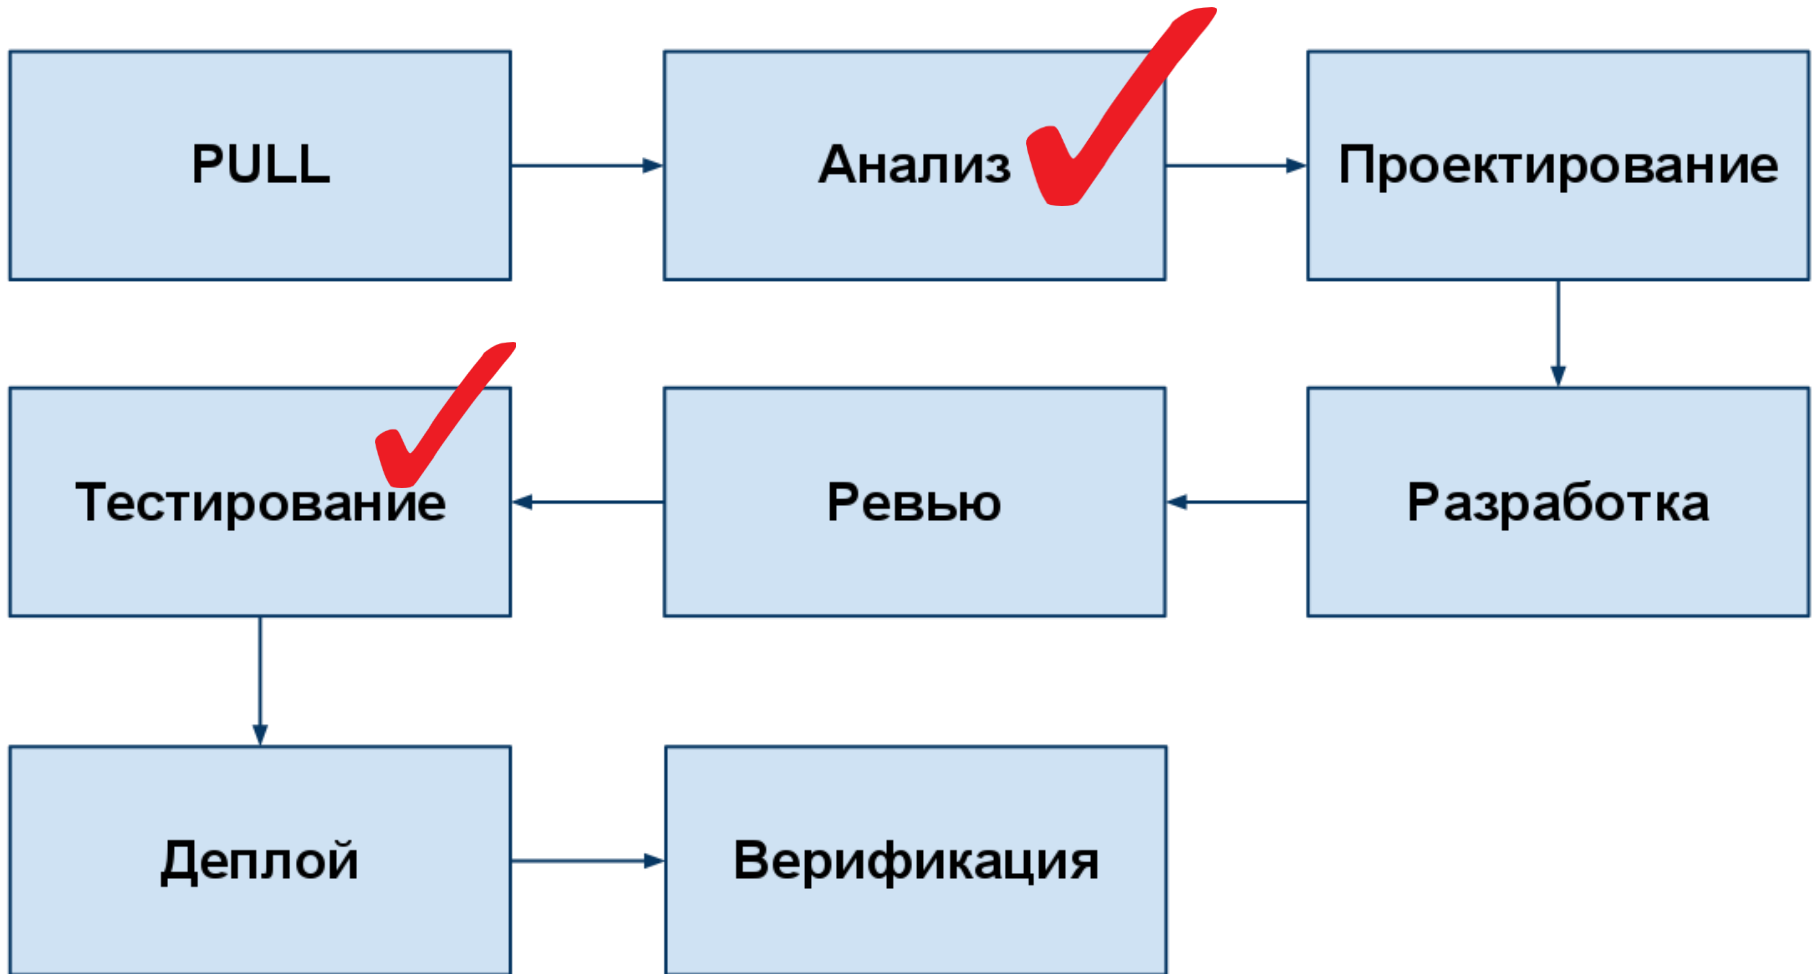 PULL
Анализ
Проектирование
Разработка
Ревью
Тестирование
Деплой
Верификация